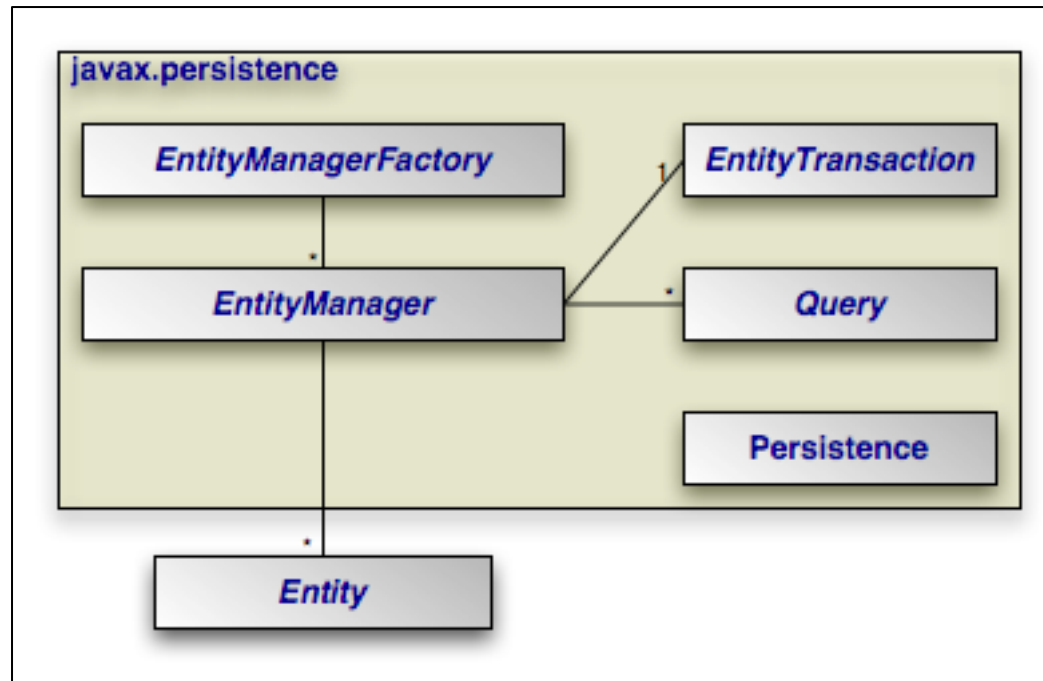 javax.persistence
EntityManagerFactory
EntityTransaction
1
*
EntityManager
*
Query
Persistence
*
Entity